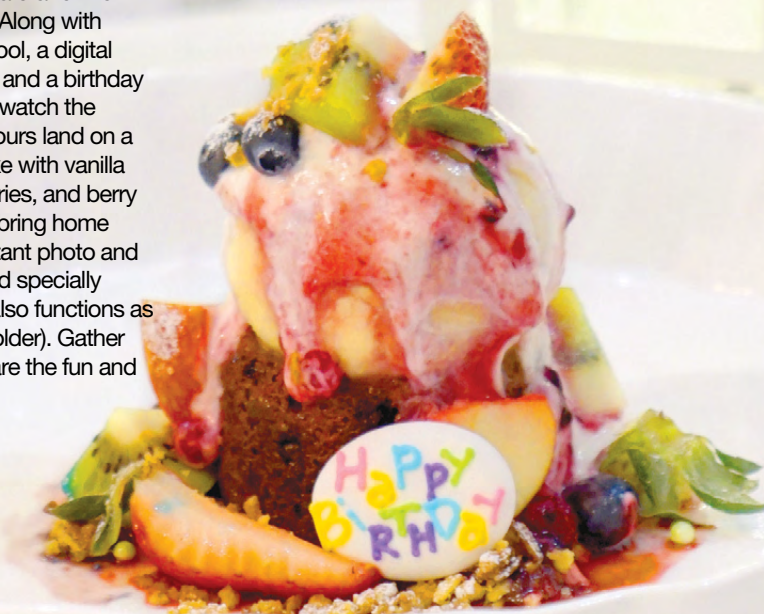 Along with
ool, a digital
and a birthday
watch the
ours land on a
e with vanilla
ries, and berry
bring home
tant photo and
d specially
also functions as
older). Gather
are the fun and
HaPPY
BiRTHDay